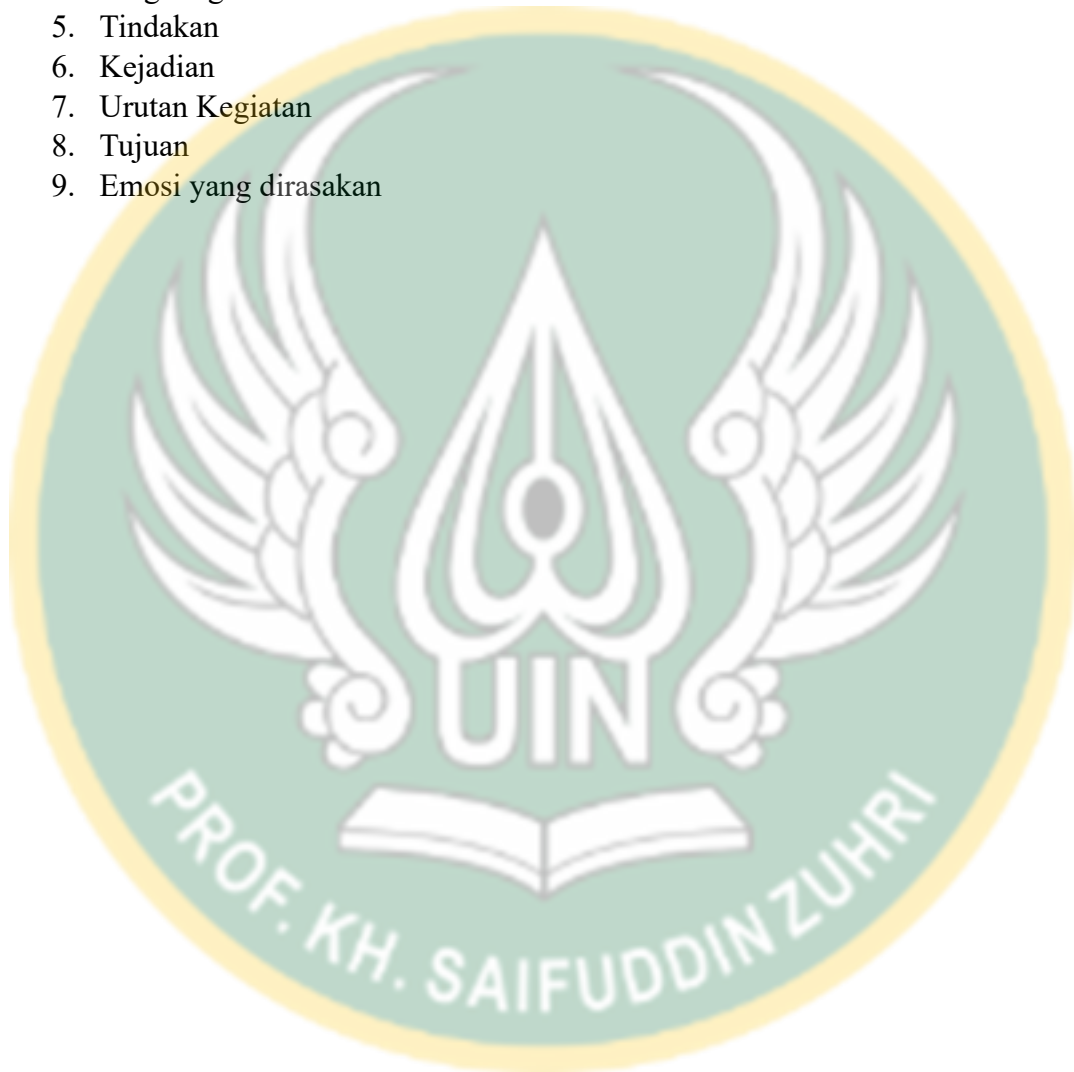 5. Tindakan
6. Kejadian
7. Urutan Kegiatan
8. Tujuan
9. Emosi yang dirasakan
UIN
PROF. KH. SAIFUDDIN ZUHRI